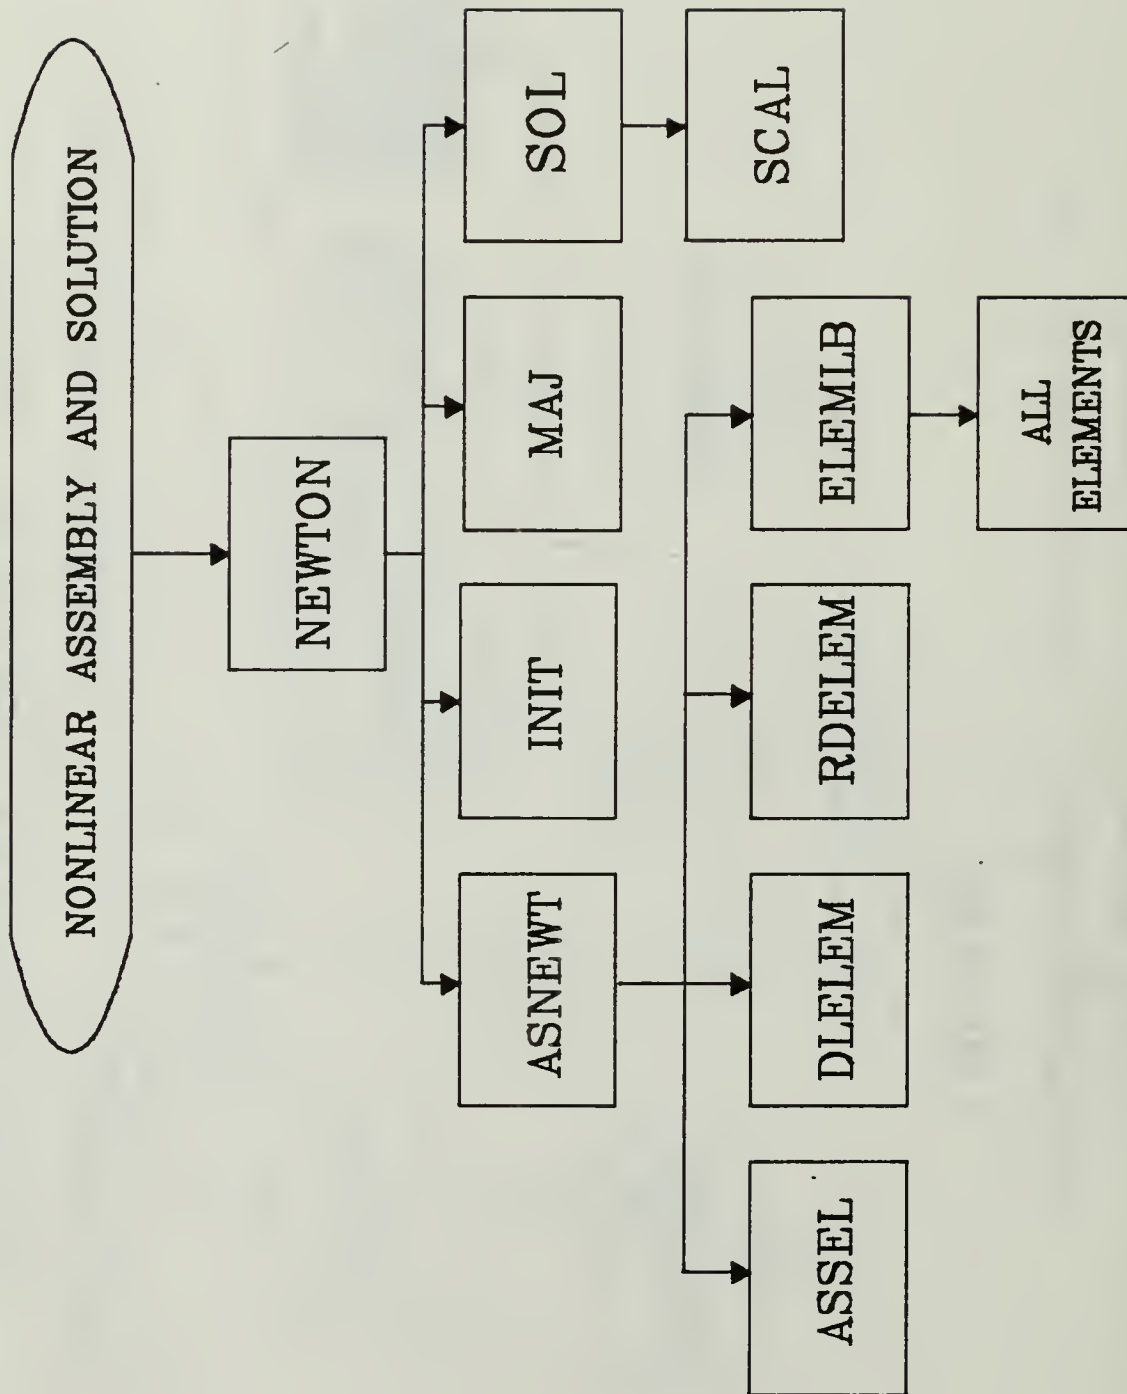 NONLINEAR ASSEMBLY AND SOLUTION
NEWTON
ASNEWT
INIT
MAJ
SOL
ASSEL
DLELEM
RDELEM
ELEMLB
SCAL
ALL
ELEMENTS